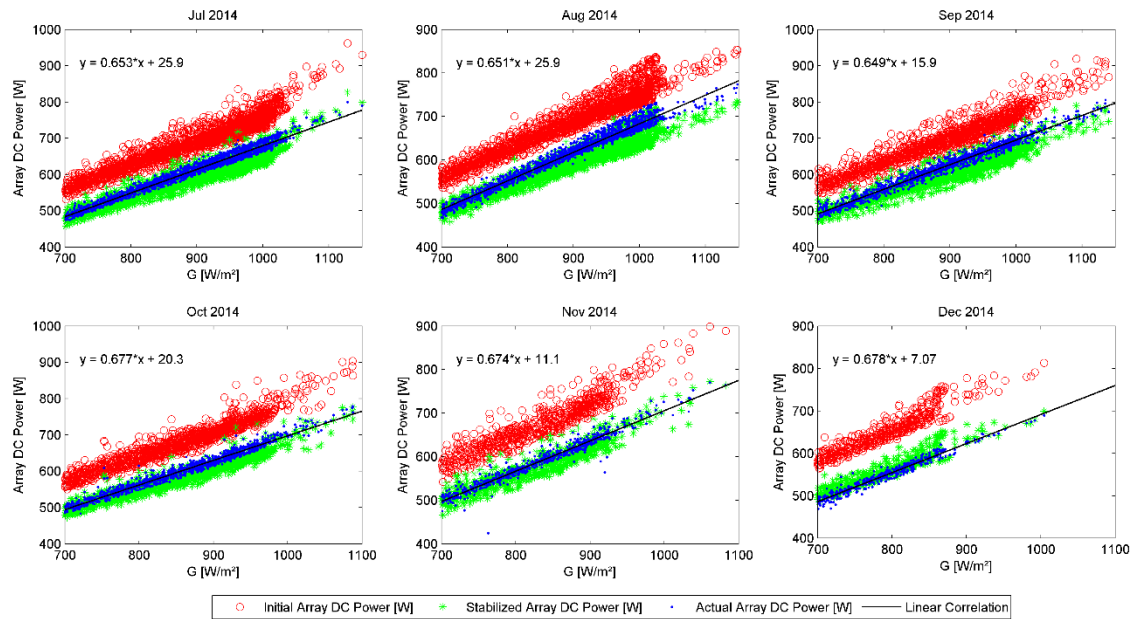 Jul 2014
Aug 2014
Sep 2014
y = 0.653*x + 25.9
y = 0.651*x + 25.9
y = 0.649*x + 15.9
Array DC Power [W]
1000
900
800
700
600
500
400
700
800
900
1000
1100
G [W/m²]
Array DC Power [W]
900
800
700
600
500
400
700
800
900
1000
1100
G [W/m²]
Array DC Power [W]
1000
900
800
700
600
500
400
700
800
900
1000
1100
G [W/m²]
Oct 2014
Nov 2014
Dec 2014
y = 0.677*x + 20.3
y = 0.674*x + 11.1
y = 0.678*x + 7.07
Array DC Power [W]
1000
900
800
700
600
500
400
700
800
900
1000
1100
G [W/m²]
Array DC Power [W]
900
800
700
600
500
400
700
800
900
1000
1100
G [W/m²]
Array DC Power [W]
900
800
700
600
500
400
700
800
900
1000
1100
G [W/m²]
Initial Array DC Power [W]
Stabilized Array DC Power [W]
Actual Array DC Power [W]
Linear Correlation